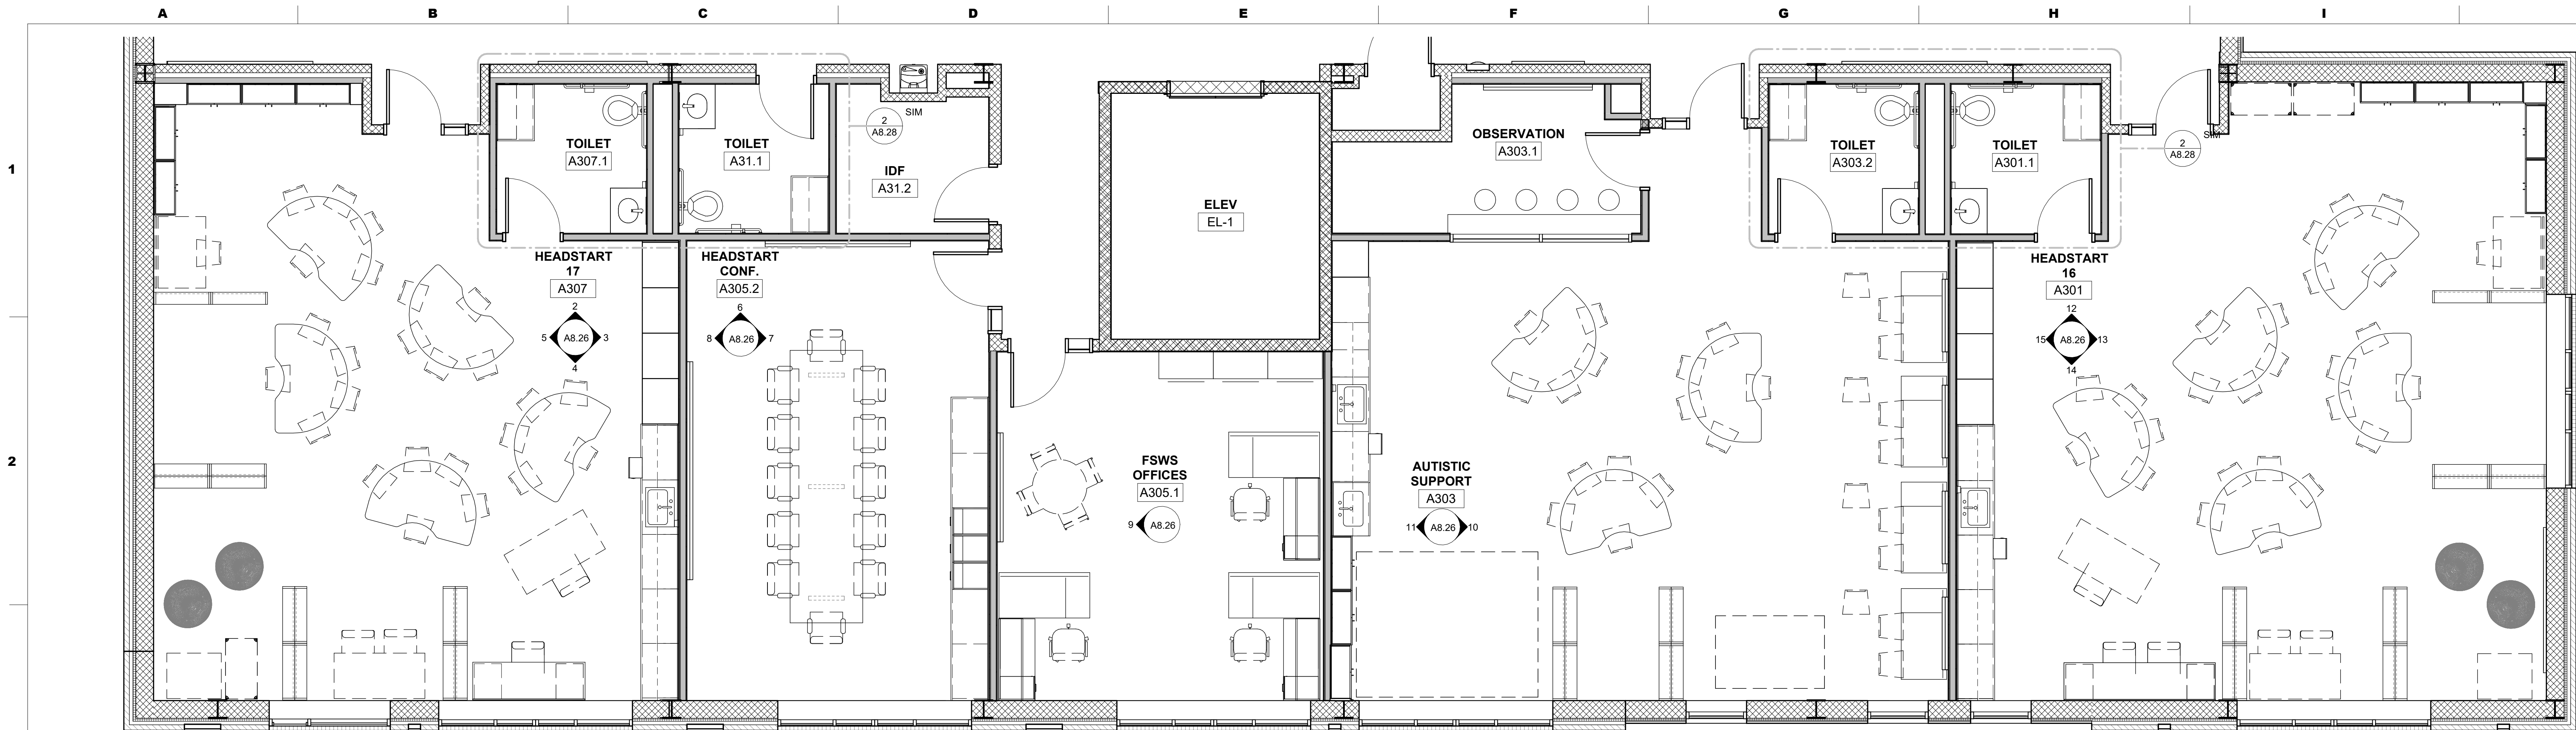 A B C D E F G H I
1
2
TOILET
A307.1
TOILET
A31.1
2
A8.28
SIM
IDF
A31.2
ELEV
EL-1
OBSERVATION
A303.1
TOILET
A303.2
TOILET
A301.1
2
A8.28
SIM
HEADSTART
17
A307
2
5 A8.26 3
4
HEADSTART
CONF.
A305.2
6
8 A8.26 7
FSWS
OFFICES
A305.1
9 A8.26
AUTISTIC
SUPPORT
A303
11 A8.26 10
HEADSTART
16
A301
12
15 A8.26 13
14